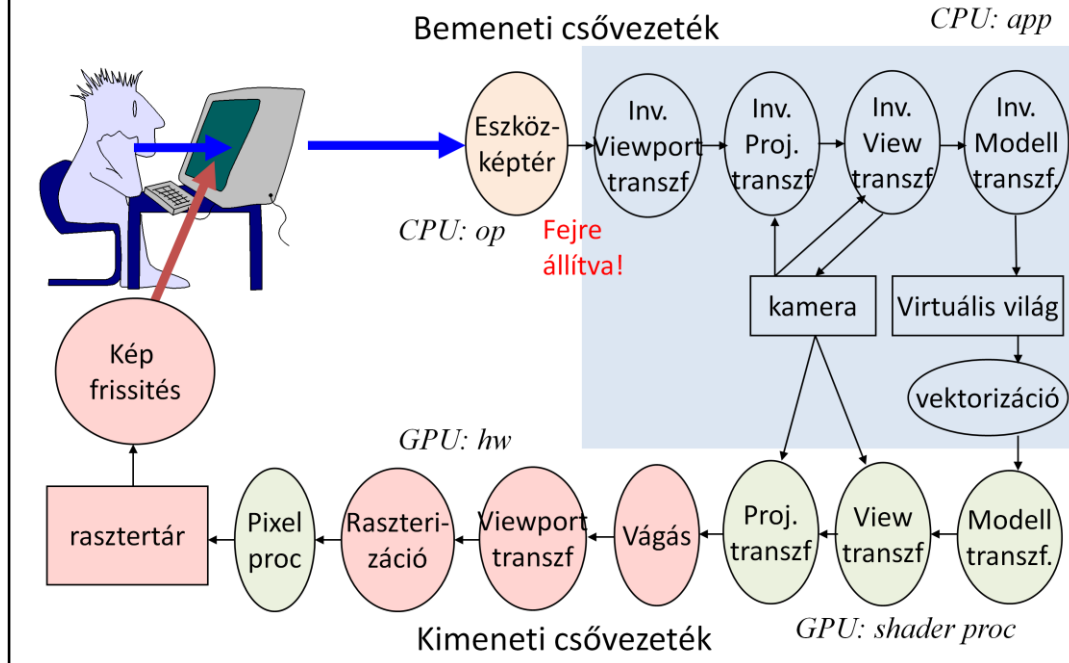 Bemeneti csővezeték
CPU: app
Eszköz-
képtér
Inv.
Viewport
transzf
Inv.
Proj.
transzf
Inv.
View
transzf
Inv.
Modell
transzf.
CPU: op
Fejre
állítva!
kamera
Virtuális világ
vektorizáció
Kép
frissités
GPU: hw
rasztertár
Pixel
proc
Raszteri-
záció
Viewport
transzf
Vágás
Proj.
transzf
View
transzf
Modell
transzf.
Kimeneti csővezeték
GPU: shader proc